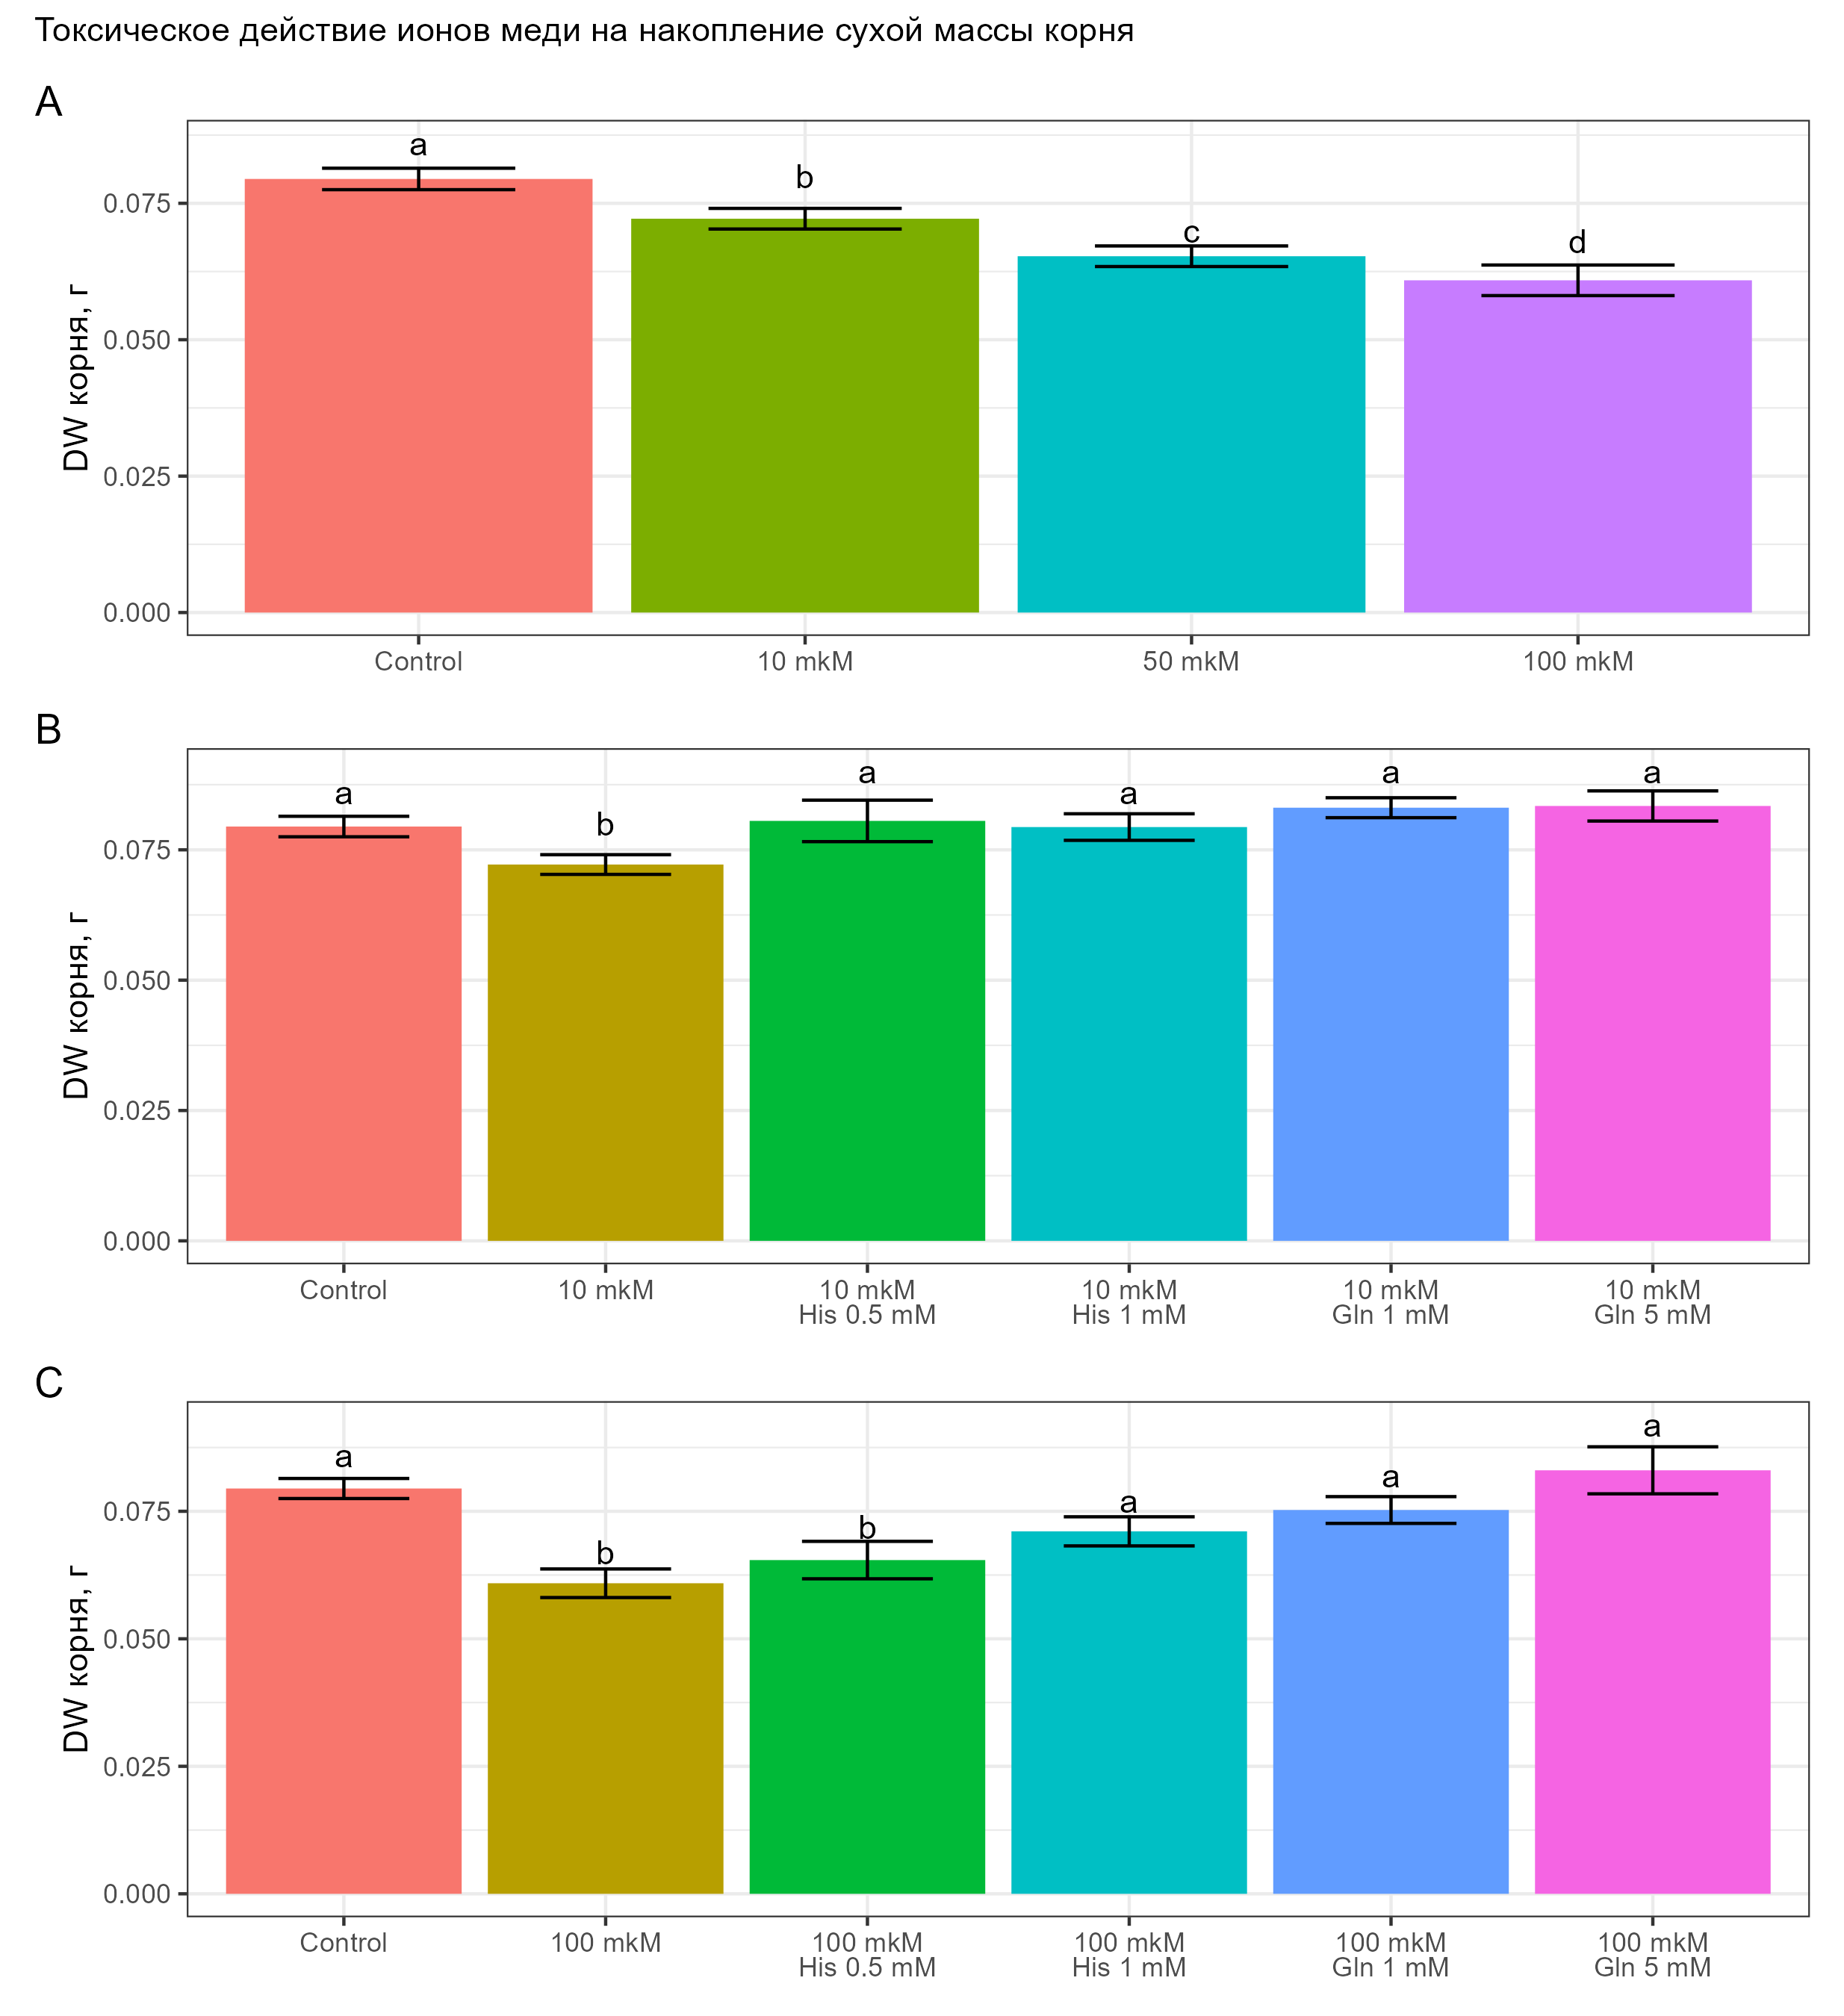 Токсическое действие ионов меди на накопление сухой массы корня
A
a
b
c
d
0.075
0.050
0.025
0.000
DW корня, г
Control
10 mkM
50 mkM
100 mkM
B
a
b
a
a
a
a
0.075
0.050
0.025
0.000
DW корня, г
Control
10 mkM
10 mkM
His 0.5 mM
10 mkM
His 1 mM
10 mkM
Gln 1 mM
10 mkM
Gln 5 mM
C
a
b
b
a
a
a
0.075
0.050
0.025
0.000
DW корня, г
Control
100 mkM
100 mkM
His 0.5 mM
100 mkM
His 1 mM
100 mkM
Gln 1 mM
100 mkM
Gln 5 mM